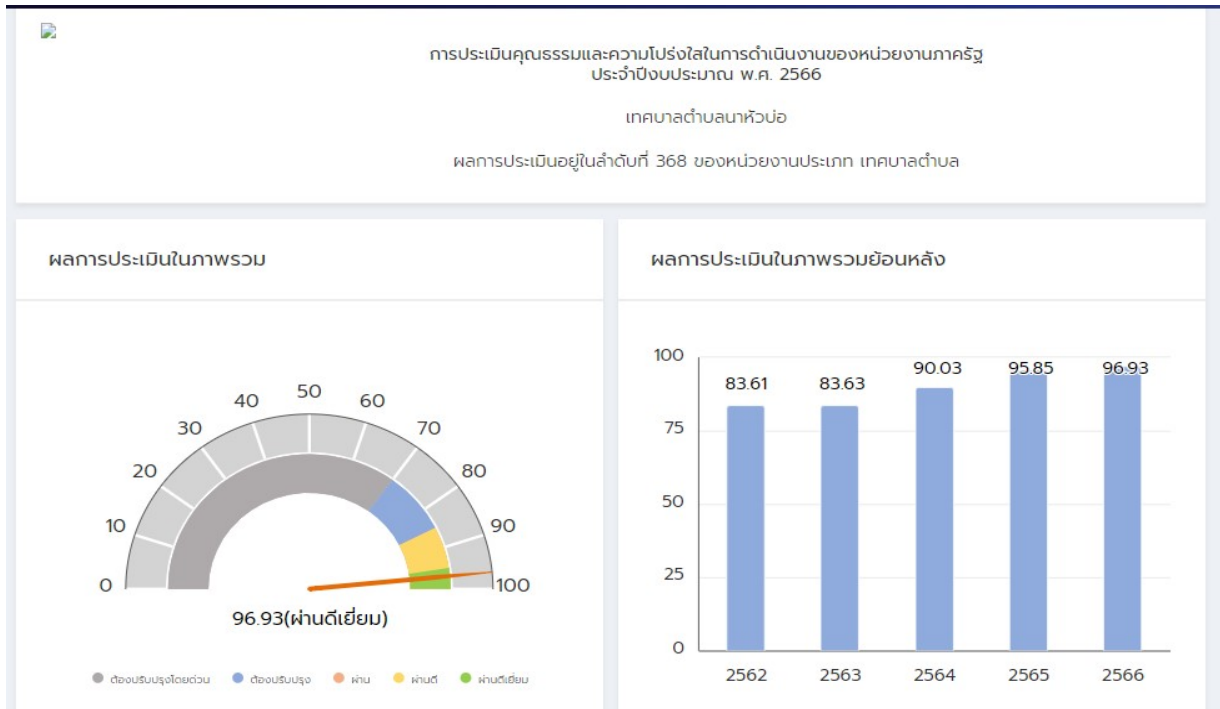 การประเมินคุณธรรมและความโปร่งใสในการดำเนินงานของหน่วยงานภาครัฐ
ประจำปีงบประมาณ พ.ศ. 2566
เทศบาลตำบลนาหัวบ่อ
ผลการประเมินอยู่ในลำดับที่ 368 ของหน่วยงานประเภท เทศบาลตำบล
ผลการประเมินในภาพรวม
0
10
20
30
40
50
60
70
80
90
100
96.93(ผ่านดีเยี่ยม)
ต้องปรับปรุงโดยด่วน ต้องปรับปรุง ผ่าน ผ่านดี ผ่านดีเยี่ยม
ผลการประเมินในภาพรวมย้อนหลัง
100
75
50
25
0
83.61 83.63 90.03 95.85 96.93
2562 2563 2564 2565 2566